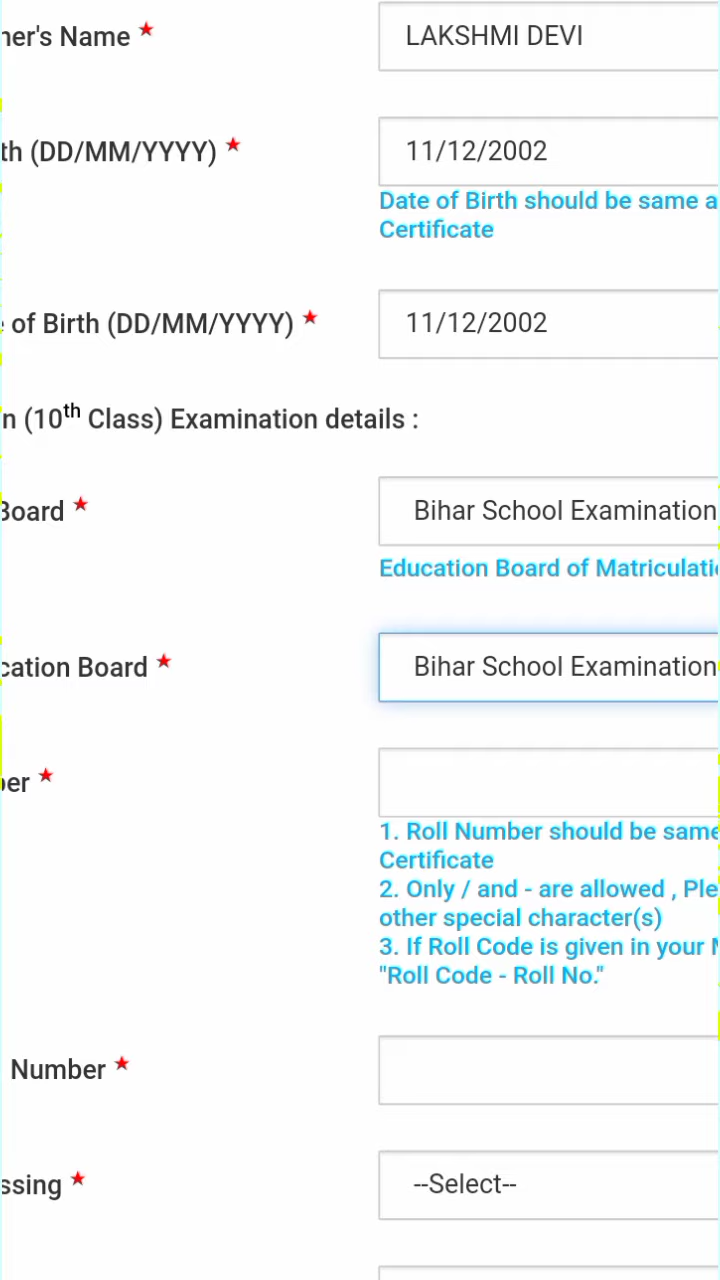 her's Name *
LAKSHMI DEVI
th (DD/MM/YYYY) *
11/12/2002
Date of Birth should be same a
Certificate
of Birth (DD/MM/YYYY) *
11/12/2002
n (10th Class) Examination details :
Board *
Bihar School Examination
Education Board of Matriculati
cation Board *
Bihar School Examination
ber *
1. Roll Number should be same
Certificate
2. Only / and - are allowed , Ple
other special character(s)
3. If Roll Code is given in your M
"Roll Code - Roll No."
Number *
ssing *
--Select--